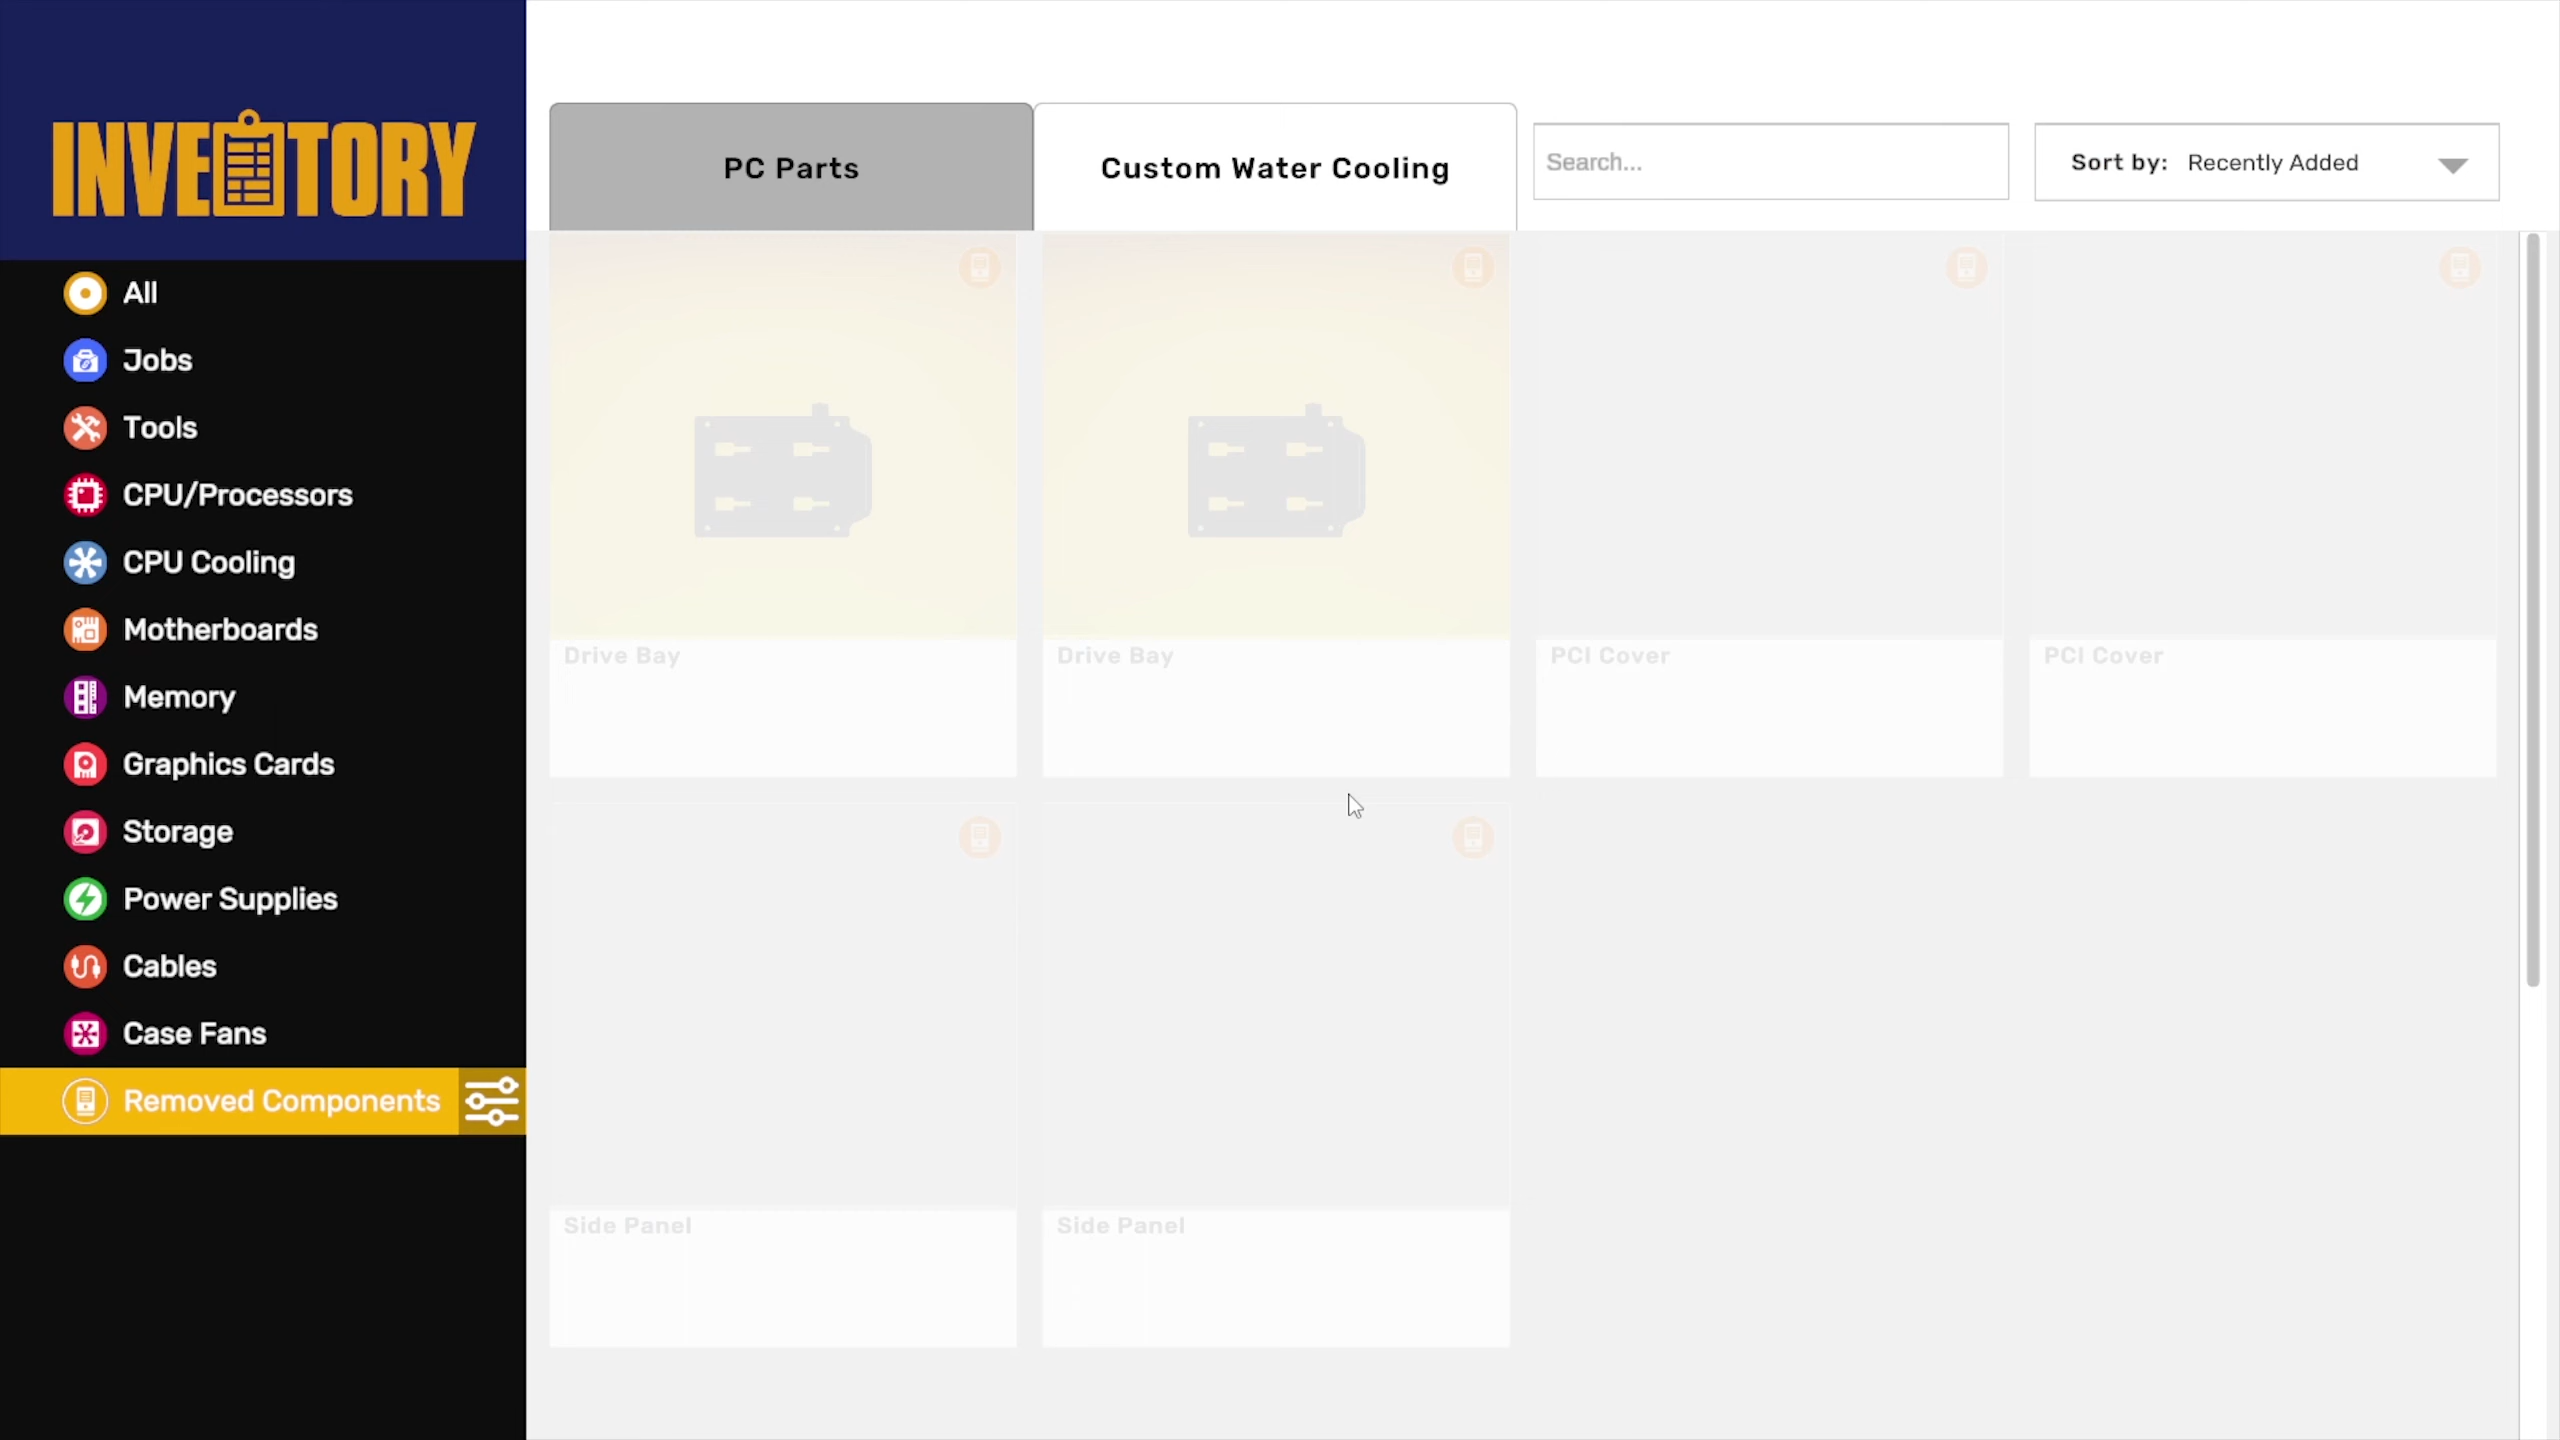 INVENTORY
All
Jobs
Tools
CPU/Processors
CPU Cooling
Motherboards
Memory
Graphics Cards
Storage
Power Supplies
Cables
Case Fans
Removed Components
PC Parts
Custom Water Cooling
Search...
Sort by: Recently Added
Drive Bay
Drive Bay
PCI Cover
PCI Cover
Side Panel
Side Panel